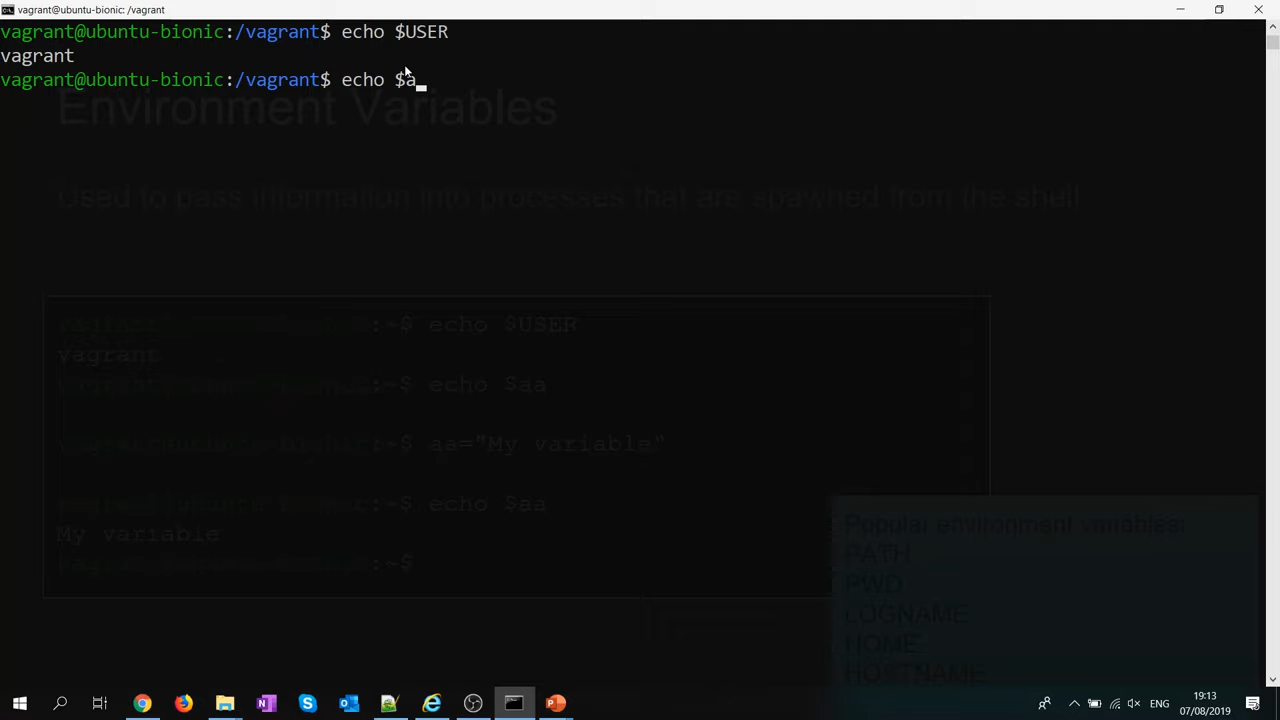 vagrant@ubuntu-bionic: /vagrant
vagrant@ubuntu-bionic:/vagrant$ echo $USER
vagrant
vagrant@ubuntu-bionic:/vagrant$ echo $a
Environment Variables
Used to pass information into processes that are spawned from the shell
:~$ echo $USER
vagrant
:~$ echo $aa
:~$ aa="My variable"
:~$ echo $aa
My variable
:~$
Popular environment variables:
PATH
PWD
LOGNAME
HOME
HOSTNAME
ENG
19:13
07/08/2019